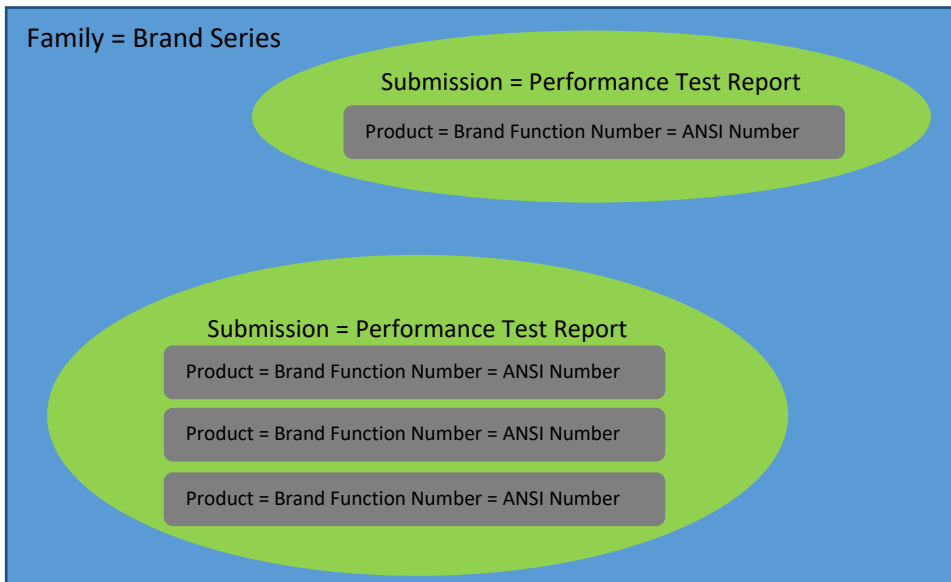 Family = Brand Series
Submission = Performance Test Report
Product = Brand Function Number = ANSI Number
Submission = Performance Test Report
Product = Brand Function Number = ANSI Number
Product = Brand Function Number = ANSI Number
Product = Brand Function Number = ANSI Number